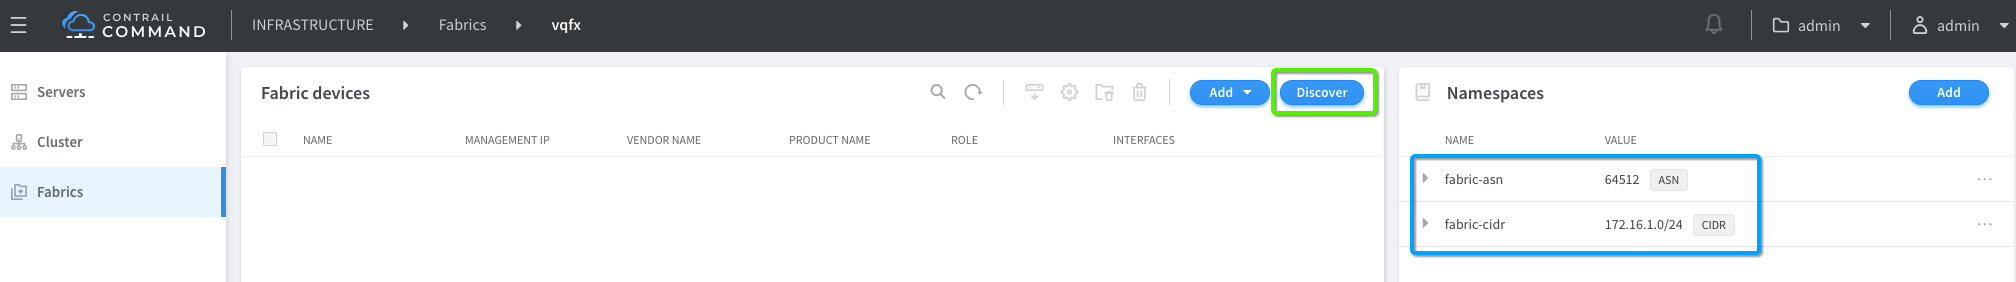 CONTRAIL
COMMAND
INFRASTRUCTURE Fabrics vqfx
admin admin
Servers
Cluster
Fabrics
Fabric devices
Add Discover
NAME MANAGEMENT IP VENDOR NAME PRODUCT NAME ROLE INTERFACES
Namespaces Add
NAME VALUE
fabric-asn 64512 ASN ...
fabric-cidr 172.16.1.0/24 CIDR ...